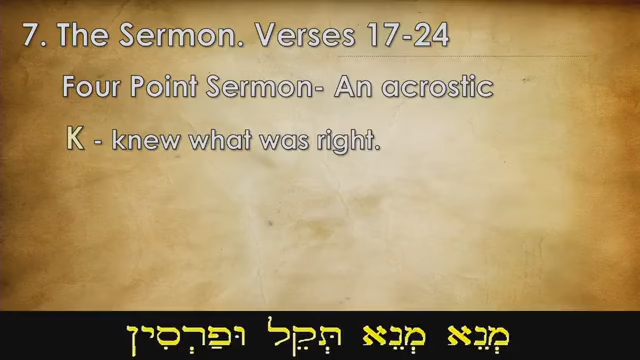 7. The Sermon. Verses 17-24
Four Point Sermon- An acrostic
K - knew what was right.
מְנֵא מְנֵא תְּקֵל וּפַרְסִין